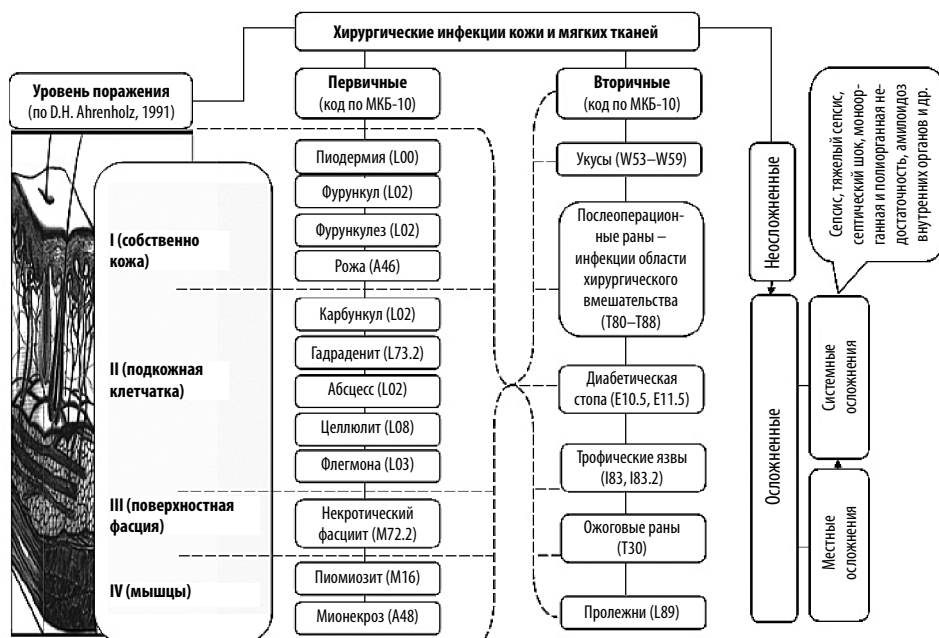 Хирургические инфекции кожи и мягких тканей
Уровень поражения
(по D.H. Ahrenholz, 1991)
Первичные
(код по МКБ-10)
Вторичные
(код по МКБ-10)
I (собственно
кожа)
II (подкожная
клетчатка)
III (поверхностная
фасция)
IV (мышцы)
Пиодермия (L00)
Фурункул (L02)
Фурункулез (L02)
Рожа (A46)
Карбункул (L02)
Гадраденит (L73.2)
Абсцесс (L02)
Целлюлит (L08)
Флегмона (L03)
Некротический
фасциит (M72.2)
Пиомиозит (M16)
Мионекроз (A48)
Укусы (W53–W59)
Послеоперацион-
ные раны –
инфекции области
хирургического
вмешательства
(T80–T88)
Диабетическая
стопа (E10.5, E11.5)
Трофические язвы
(I83, I83.2)
Ожоговые раны
(T30)
Пролежни (L89)
Неосложненные
Осложненные
Системные
осложнения
Местные
осложнения
Сепсис, тяжелый сепсис,
септический шок, моноор-
ганная и полиорганная не-
достаточность, амилоидоз
внутренних органов и др.